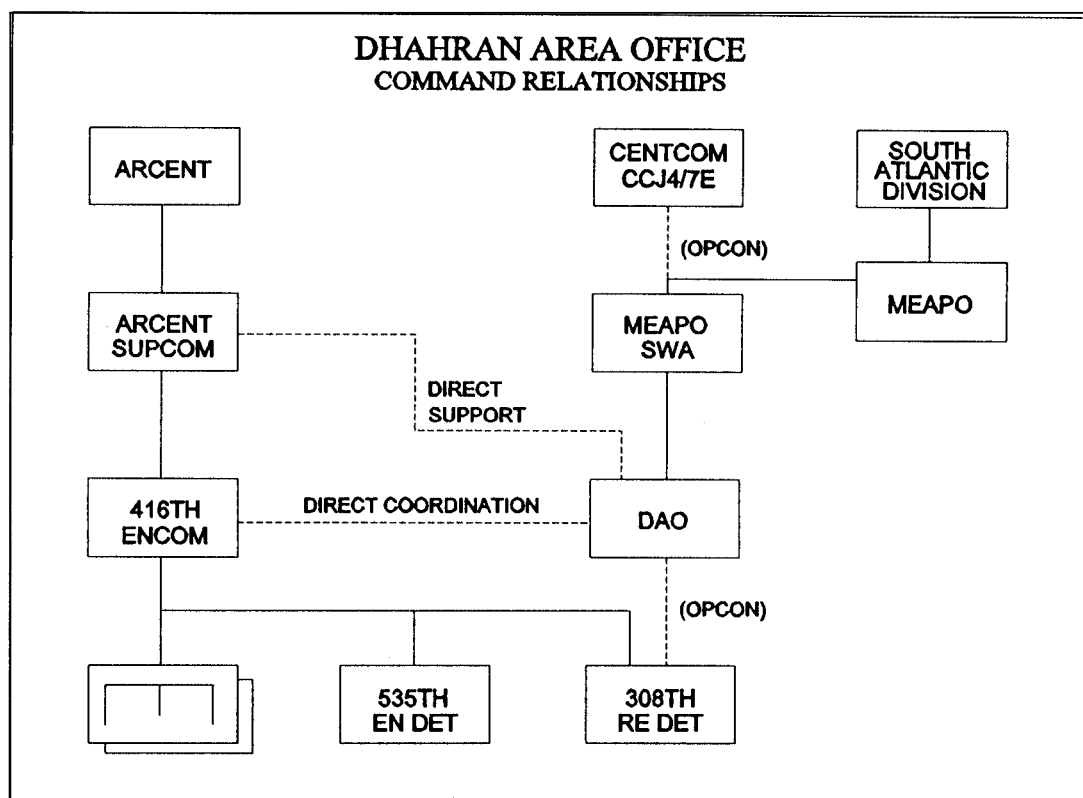 DHAHRAN AREA OFFICE
COMMAND RELATIONSHIPS
ARCENT
CENTCOM
CCJ4/7E
SOUTH
ATLANTIC
DIVISION
(OPCON)
ARCENT
SUPCOM
MEAPO
SWA
MEAPO
DIRECT
SUPPORT
416TH
ENCOM
DIRECT COORDINATION
DAO
(OPCON)
535TH
EN DET
308TH
RE DET